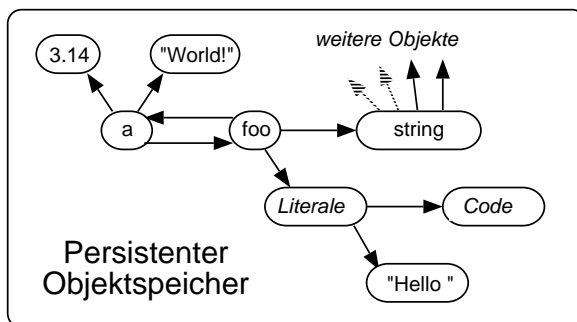 weitere Objekte
3.14
"World!"
a
foo
string
Literale
Code
Persistenter
Objektspeicher
"Hello "